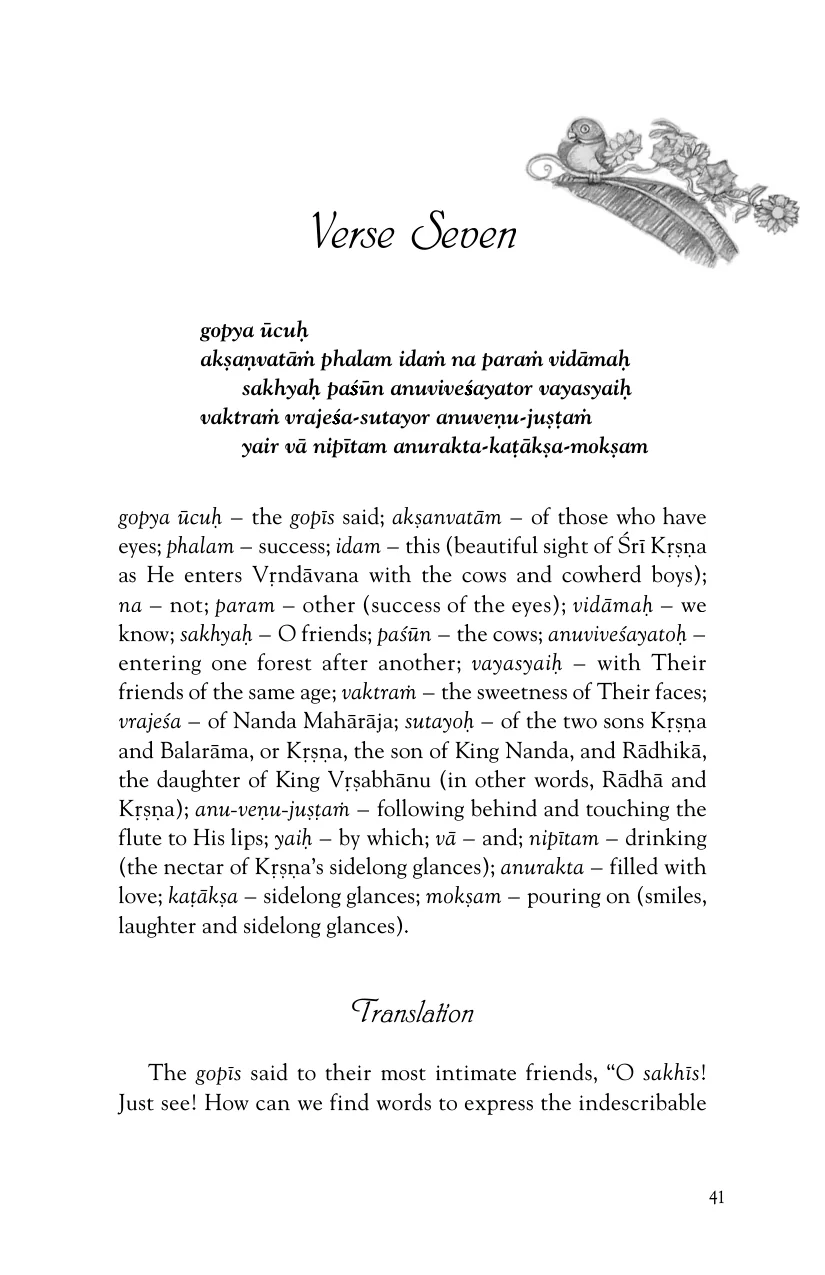 Verse Seven
gopya ūcuḥ
akṣaṇvatāṁ phalam idaṁ na paraṁ vidāmaḥ
sakhyaḥ paśūn anuviveśayator vayasyaiḥ
vaktraṁ vrajeśa-sutayor anuveṇu-juṣṭaṁ
yair vā nipītam anurakta-kaṭākṣa-mokṣam
gopya ūcuḥ – the gopīs said; akṣanvatām – of those who have
eyes; phalam – success; idam – this (beautiful sight of Śrī Kṛṣṇa
as He enters Vṛndāvana with the cows and cowherd boys);
na – not; param – other (success of the eyes); vidāmaḥ – we
know; sakhyaḥ – O friends; paśūn – the cows; anuviveśayatoḥ –
entering one forest after another; vayasyaiḥ – with Their
friends of the same age; vaktraṁ – the sweetness of Their faces;
vrajeśa – of Nanda Mahārāja; sutayoḥ – of the two sons Kṛṣṇa
and Balarāma, or Kṛṣṇa, the son of King Nanda, and Rādhikā,
the daughter of King Vṛṣabhānu (in other words, Rādhā and
Kṛṣṇa); anu-veṇu-juṣṭaṁ – following behind and touching the
flute to His lips; yaiḥ – by which; vā – and; nipītam – drinking
(the nectar of Kṛṣṇa’s sidelong glances); anurakta – filled with
love; kaṭākṣa – sidelong glances; mokṣam – pouring on (smiles,
laughter and sidelong glances).
Translation
The gopīs said to their most intimate friends, “O sakhīs!
Just see! How can we find words to express the indescribable
41